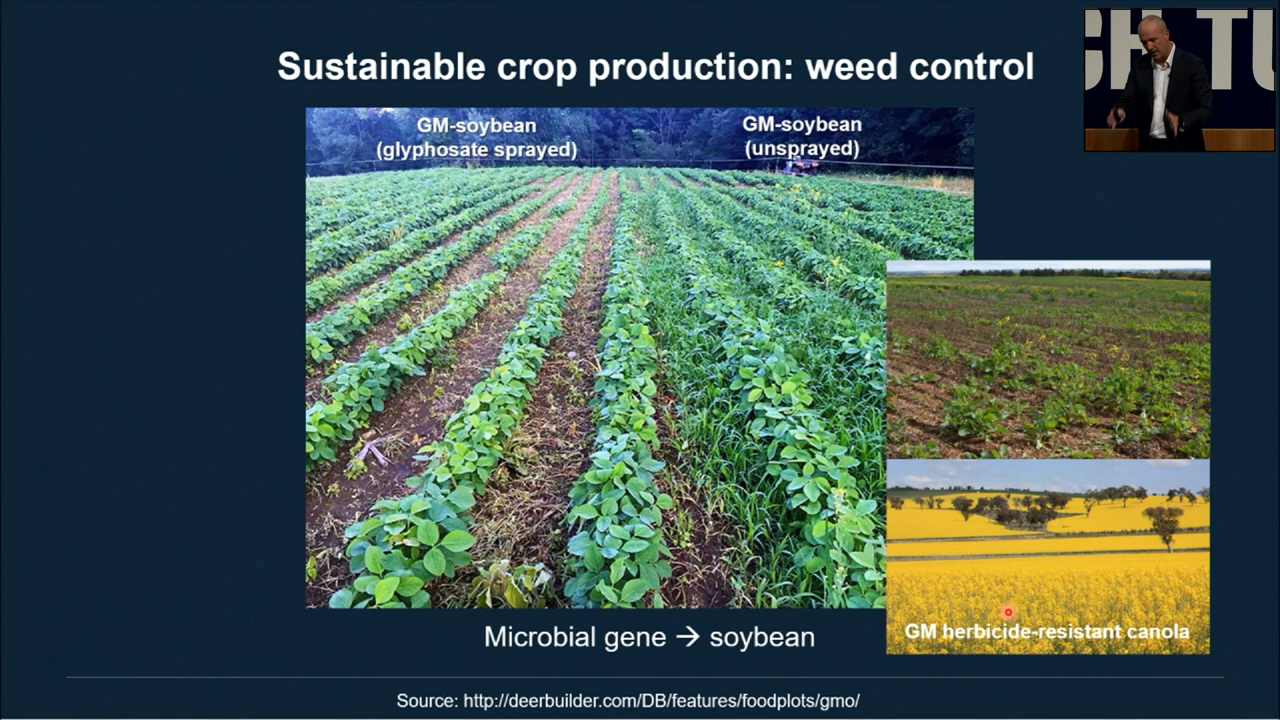 Sustainable crop production: weed control
GM-soybean
(glyphosate sprayed)
GM-soybean
(unsprayed)
GM herbicide-resistant canola
Microbial gene → soybean
Source: http://deerbuilder.com/DB/features/foodplots/gmo/